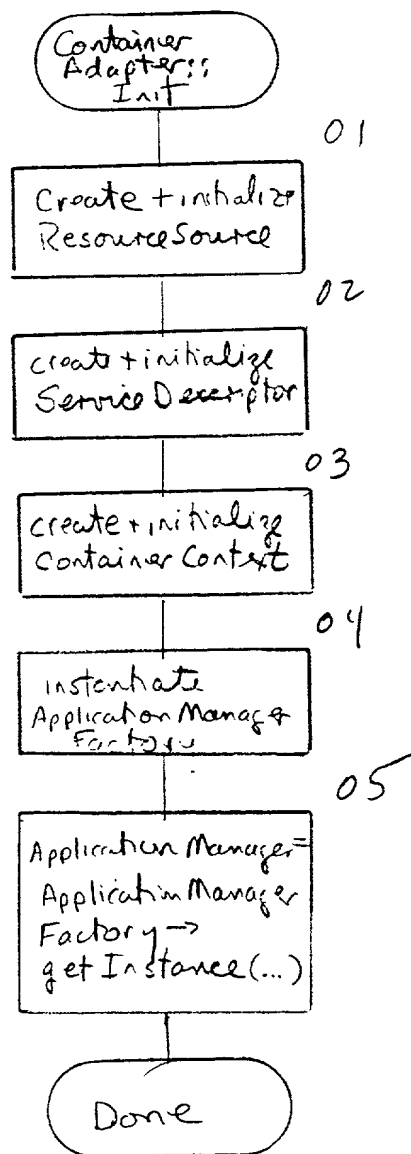 Container
Adapter::
Init
01
Create + initialize
ResourceSource
02
create + initialize
Service Descriptor
03
create + initialize
Container Context
04
instantiate
Application Manager
Factory
05
Application Manager =
Application Manager
Factory →
get Instance (...)
Done